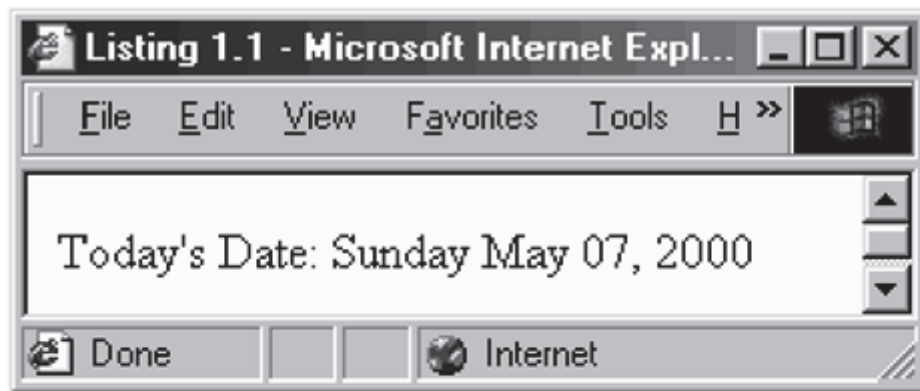 Listing 1.1 - Microsoft Internet Expl...
File Edit View Favorites Tools H »
Today's Date: Sunday May 07, 2000
Done Internet